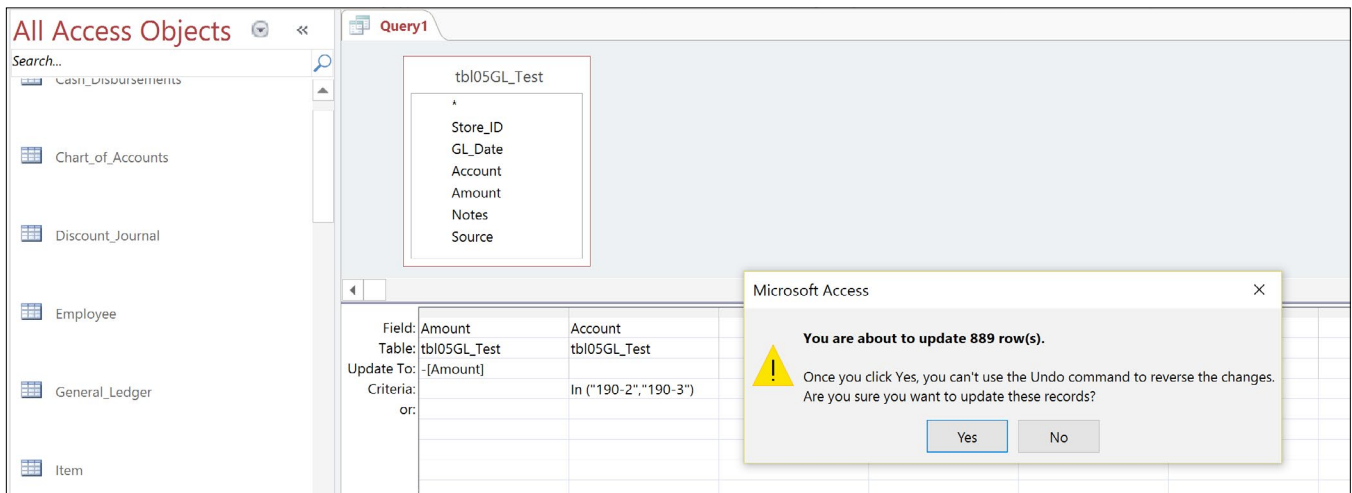 All Access Objects
Search...
Cash_Disbursements
Chart_of_Accounts
Discount_Journal
Employee
General_Ledger
Item
Query1
tbl05GL_Test
*
Store_ID
GL_Date
Account
Amount
Notes
Source
Field: Amount Account
Table: tbl05GL_Test tbl05GL_Test
Update To: -[Amount]
Criteria: In ("190-2","190-3")
or:
Microsoft Access
You are about to update 889 row(s).
Once you click Yes, you can't use the Undo command to reverse the changes.
Are you sure you want to update these records?
Yes No